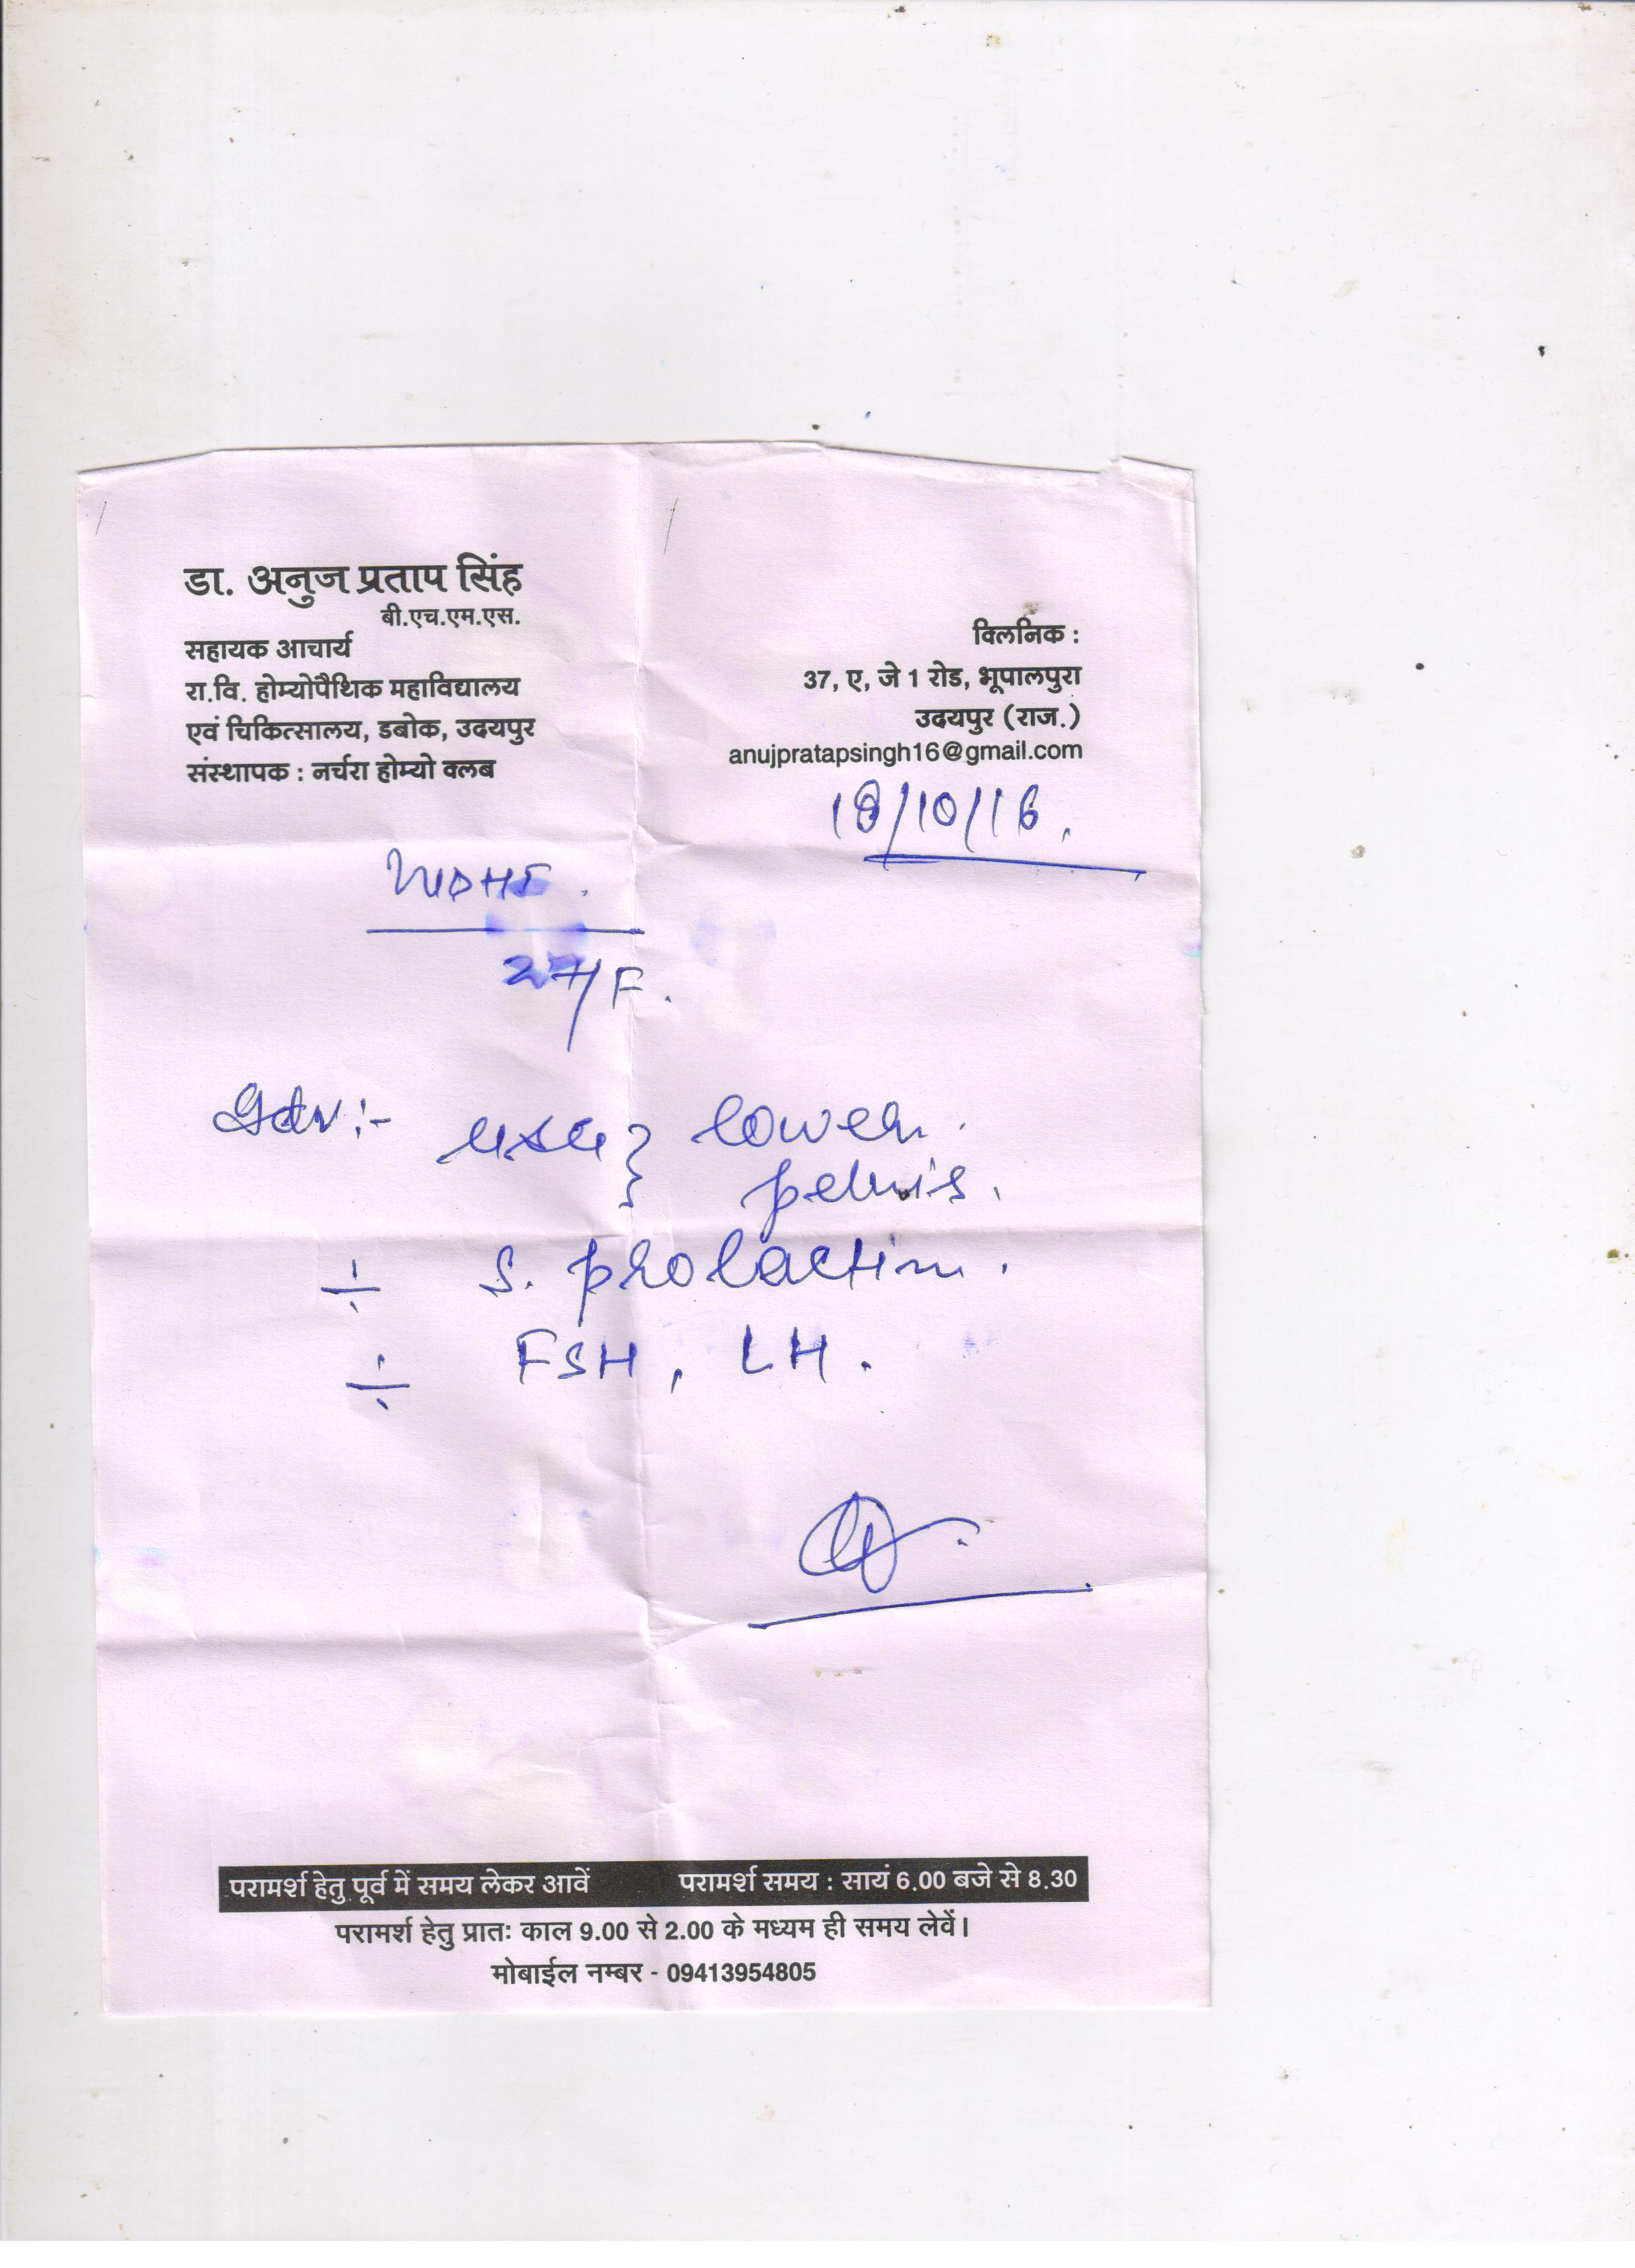 डा. अनुज प्रताप सिंह
बी.एच.एम.एस.
सहायक आचार्य
रा.वि. होम्योपैथिक महाविद्यालय
एवं चिकित्सालय, डबोक, उदयपुर
संस्थापक : नर्चरा होम्यो क्लब
क्लिनिक :
37, ए, जे 1 रोड, भूपालपुरा
उदयपुर (राज.)
anujpratapsingh16@gmail.com
18/10/16.
27/F.
Adv:- } lower.
pelvis.
÷ S. prolactin.
÷ FSH, LH.
परामर्श हेतु पूर्व में समय लेकर आवें परामर्श समय : सायं 6.00 बजे से 8.30
परामर्श हेतु प्रातः काल 9.00 से 2.00 के मध्यम ही समय लेवें।
मोबाईल नम्बर - 09413954805